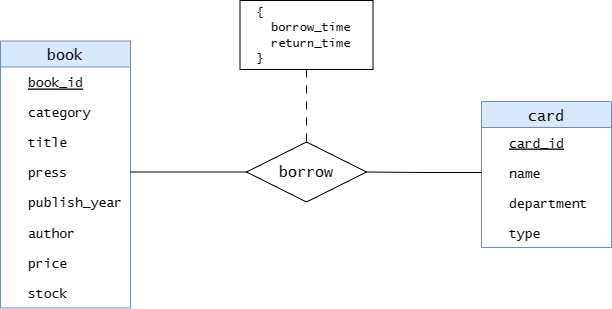 {
borrow_time
return_time
}
book
book_id
category
title
press
publish_year
author
price
stock
borrow
card
card_id
name
department
type